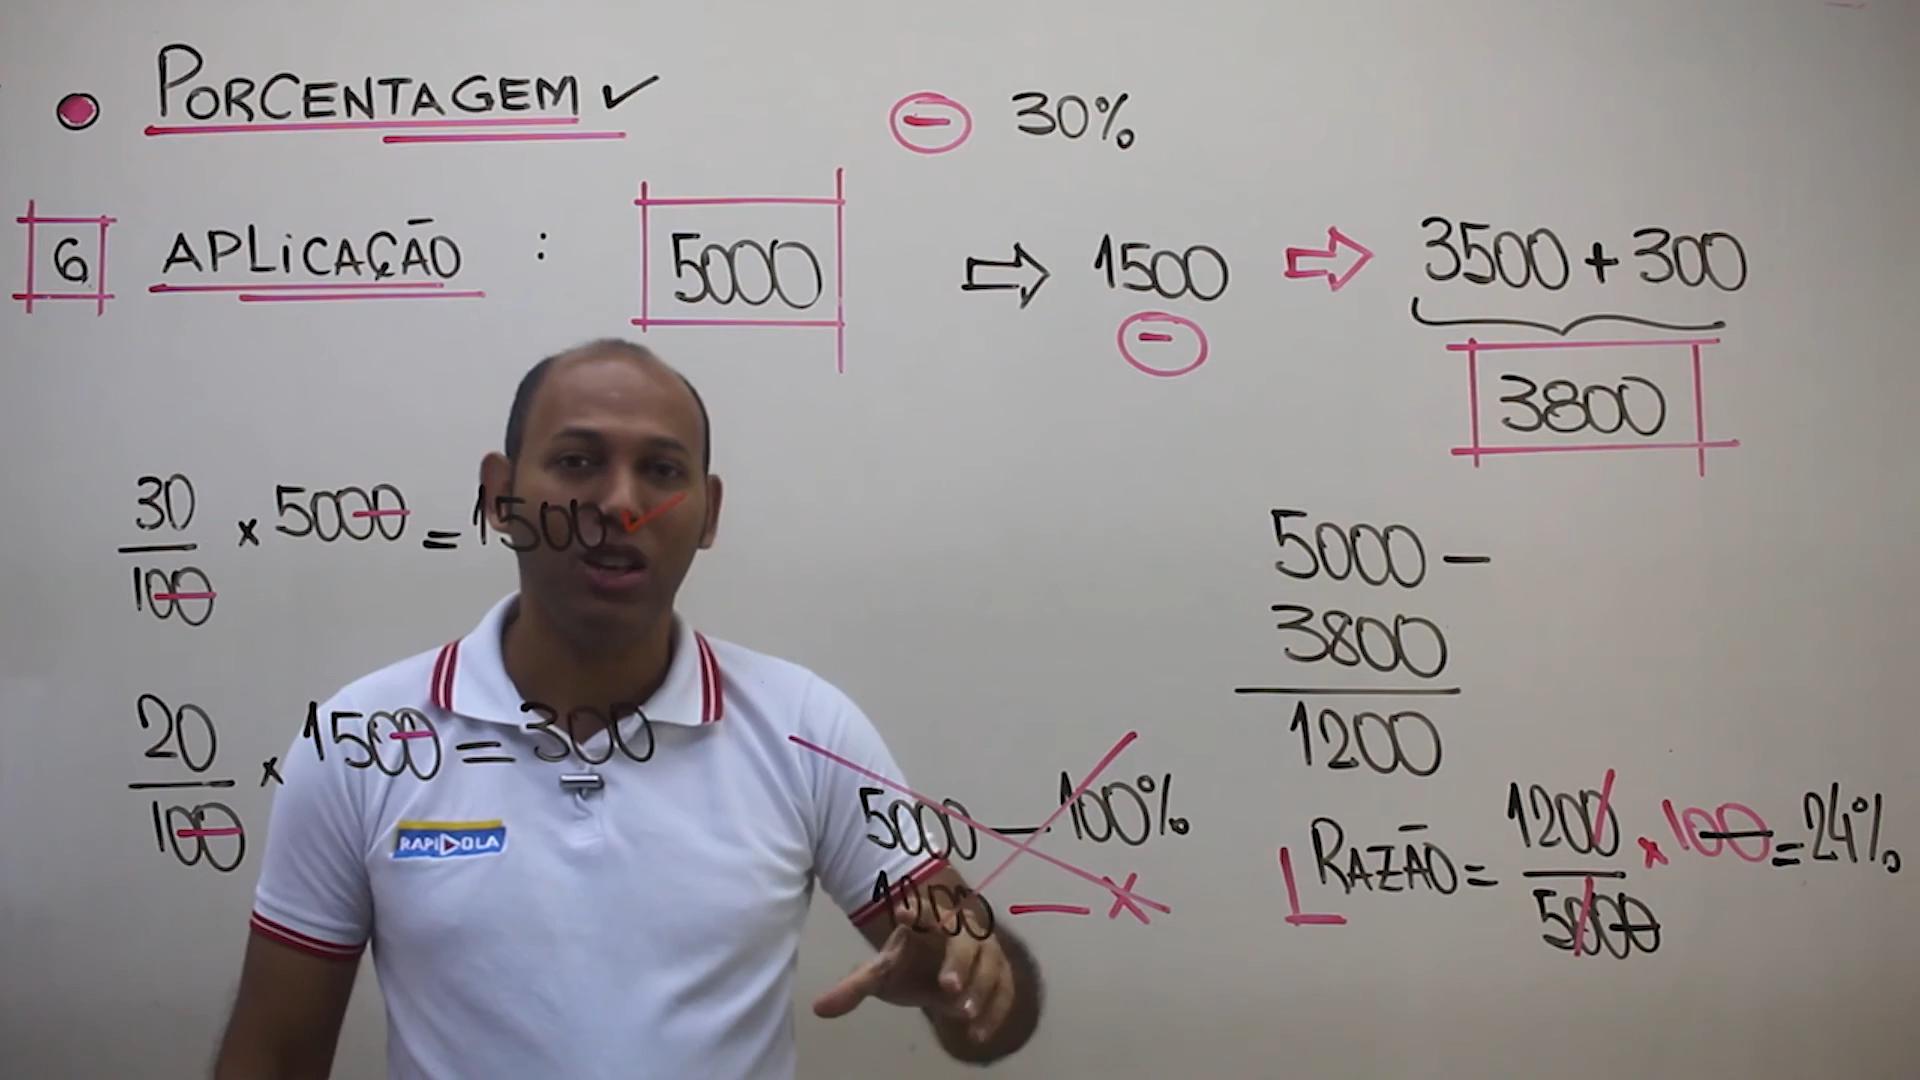 PORCENTAGEM ✓
⊖ 30%
6 APLICAÇÃO : 5000 ⇨ 1500 ⇨ 3500 + 300
⊖
3800
30/100 × 5000 = 1500 ✓
5000 –
3800
1200
20/100 × 1500 = 300
5000 — 100%
1200 — X
RAZÃO = 1200/5000 × 100 = 24%
RAPIDOLA